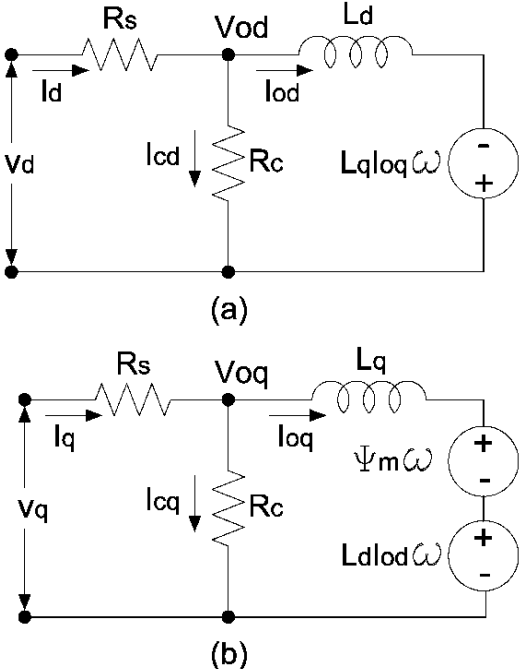 Rs
Vod
Ld
Id
Iod
vd
Icd
Rc
LqIoqω
-
+
(a)
Rs
Voq
Lq
Iq
Ioq
vq
Icq
Rc
Ψmω
+
-
LdIodω
+
-
(b)